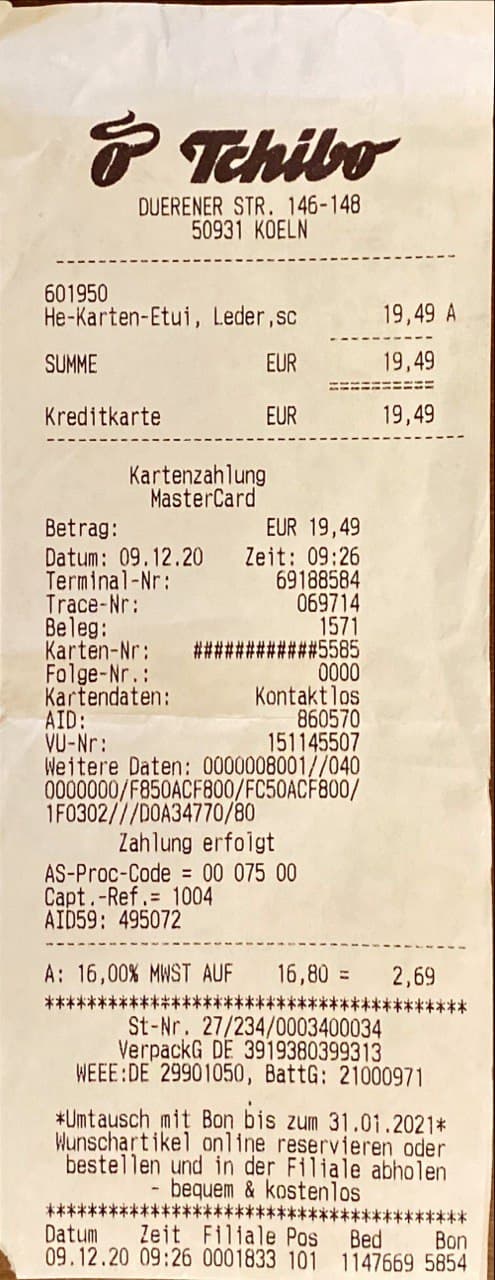 Tchibo
DUERENER STR. 146-148
50931 KOELN
601950
He-Karten-Etui, Leder,sc 19,49 A
SUMME EUR 19,49
Kreditkarte EUR 19,49
Kartenzahlung
MasterCard
Betrag: EUR 19,49
Datum: 09.12.20 Zeit: 09:26
Terminal-Nr: 69188584
Trace-Nr: 069714
Beleg: 1571
Karten-Nr: ############5585
Folge-Nr.: 0000
Kartendaten: Kontaktlos
AID: 860570
VU-Nr: 151145507
Weitere Daten: 0000008001//040
0000000/F850ACF800/FC50ACF800/
1F0302///D0A34770/80
Zahlung erfolgt
AS-Proc-Code = 00 075 00
Capt.-Ref.= 1004
AID59: 495072
A: 16,00% MWST AUF 16,80 = 2,69
****************************************
St-Nr. 27/234/0003400034
VerpackG DE 3919380399313
WEEE:DE 29901050, BattG: 21000971
*Umtausch mit Bon bis zum 31.01.2021*
Wunschartikel online reservieren oder
bestellen und in der Filiale abholen
- bequem & kostenlos
****************************************
Datum Zeit Filiale Pos Bed Bon
09.12.20 09:26 0001833 101 1147669 5854